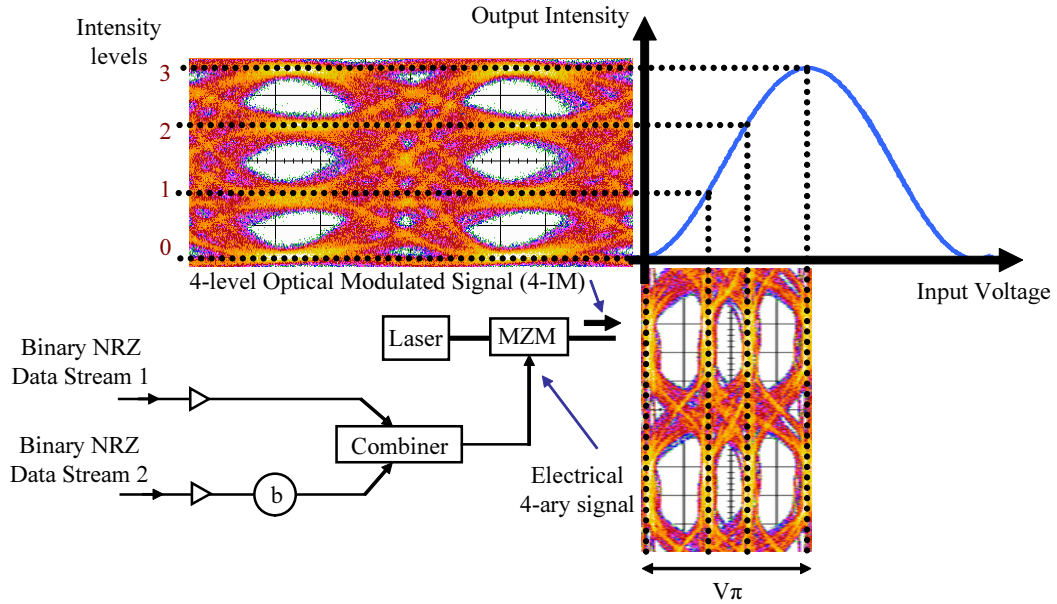 Output Intensity
Intensity
levels
3
2
1
0
4-level Optical Modulated Signal (4-IM)
Input Voltage
Laser
MZM
Binary NRZ
Data Stream 1
Combiner
Binary NRZ
Data Stream 2
b
Electrical
4-ary signal
Vπ